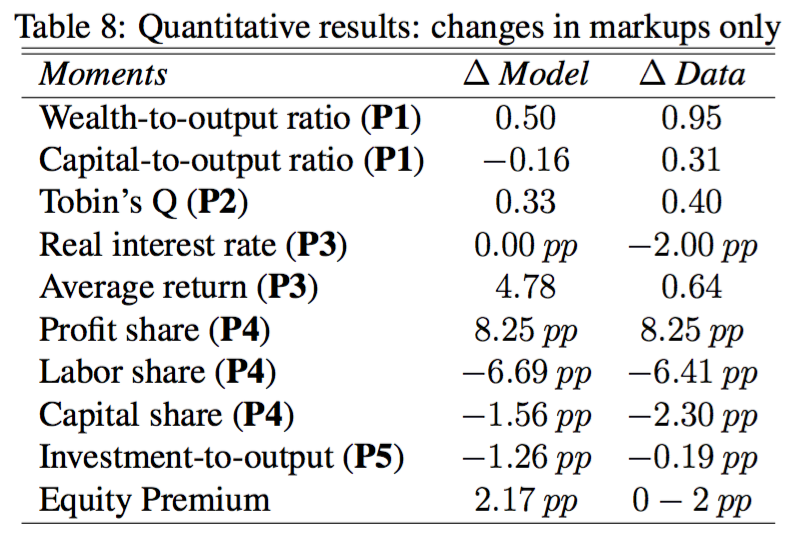 Table 8: Quantitative results: changes in markups only
Moments Δ Model Δ Data
Wealth-to-output ratio (P1) 0.50 0.95
Capital-to-output ratio (P1) −0.16 0.31
Tobin's Q (P2) 0.33 0.40
Real interest rate (P3) 0.00 pp −2.00 pp
Average return (P3) 4.78 0.64
Profit share (P4) 8.25 pp 8.25 pp
Labor share (P4) −6.69 pp −6.41 pp
Capital share (P4) −1.56 pp −2.30 pp
Investment-to-output (P5) −1.26 pp −0.19 pp
Equity Premium 2.17 pp 0 − 2 pp